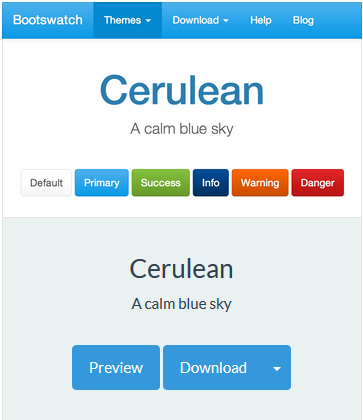 Bootswatch Themes Download Help Blog
Cerulean
A calm blue sky
Default Primary Success Info Warning Danger
Cerulean
A calm blue sky
Preview Download